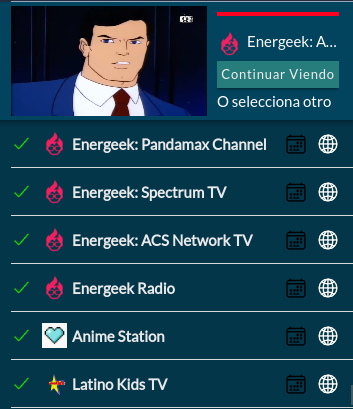 Energeek: A...
Continuar Viendo
O selecciona otro
Energeek: Pandamax Channel
Energeek: Spectrum TV
Energeek: ACS Network TV
Energeek Radio
Anime Station
Latino Kids TV